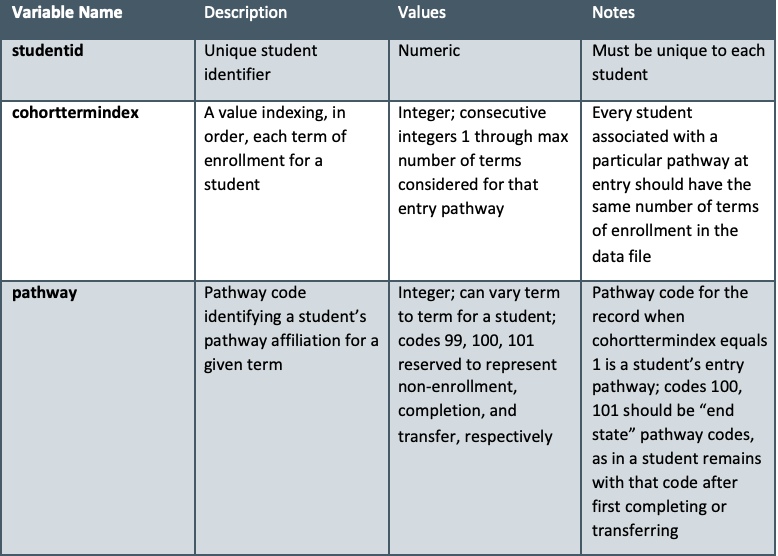 Variable Name
Description
Values
Notes
studentid
Unique student
identifier
Numeric
Must be unique to each
student
cohorttermindex
A value indexing, in
order, each term of
enrollment for a
student
Integer; consecutive
integers 1 through max
number of terms
considered for that
entry pathway
Every student
associated with a
particular pathway at
entry should have the
same number of terms
of enrollment in the
data file
pathway
Pathway code
identifying a student’s
pathway affiliation for a
given term
Integer; can vary term
to term for a student;
codes 99, 100, 101
reserved to represent
non-enrollment,
completion, and
transfer, respectively
Pathway code for the
record when
cohorttermindex equals
1 is a student’s entry
pathway; codes 100,
101 should be “end
state” pathway codes,
as in a student remains
with that code after
first completing or
transferring